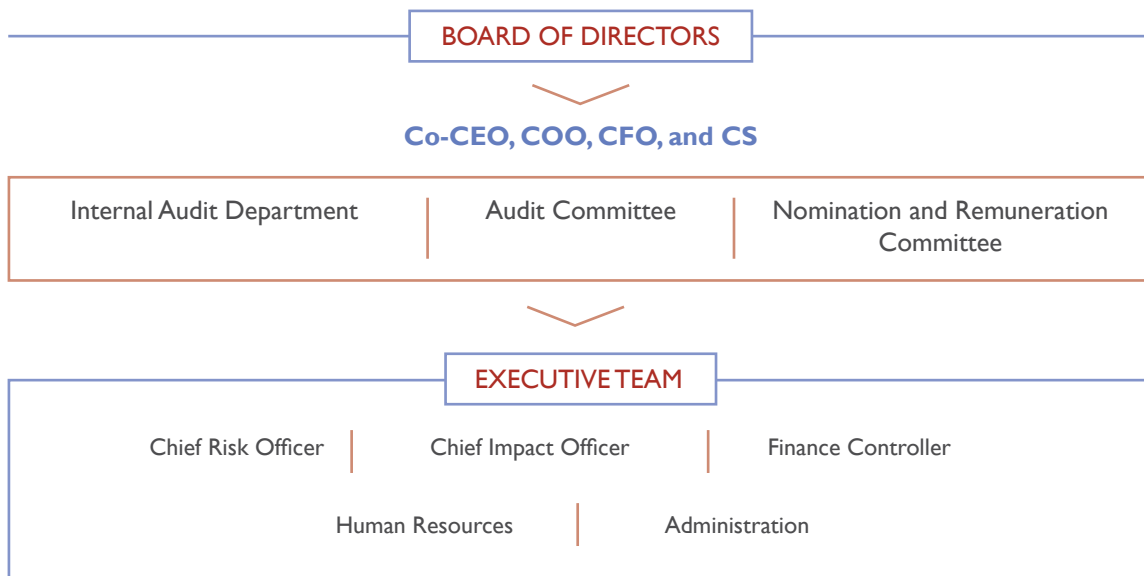 BOARD OF DIRECTORS
Co-CEO, COO, CFO, and CS
Internal Audit Department
Audit Committee
Nomination and Remuneration
Committee
EXECUTIVE TEAM
Chief Risk Officer
Chief Impact Officer
Finance Controller
Human Resources
Administration